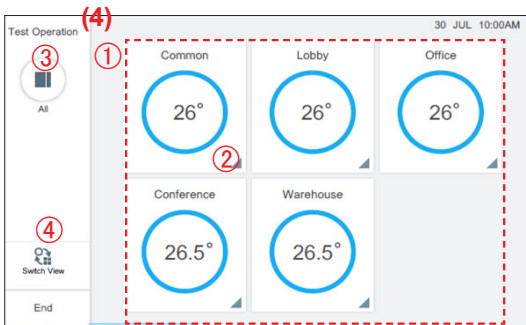 (4)
30 JUL 10:00AM
Test Operation
③
All
④
Switch View
End
①
Common
26°
②
Lobby
26°
Office
26°
Conference
26.5°
Warehouse
26.5°